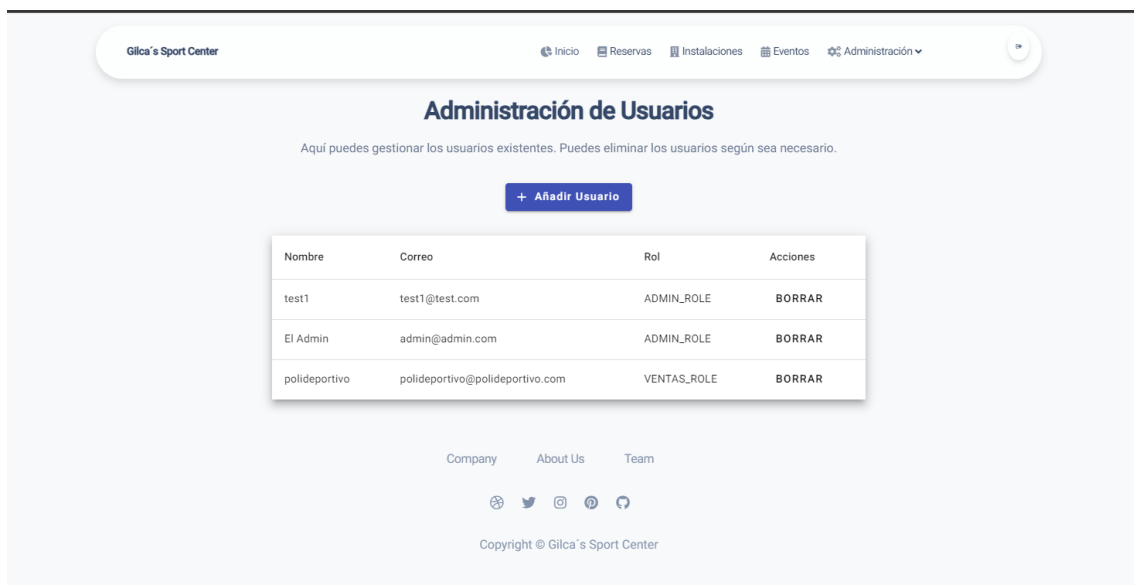 Gilca´s Sport Center Inicio Reservas Instalaciones Eventos Administración
Administración de Usuarios
Aquí puedes gestionar los usuarios existentes. Puedes eliminar los usuarios según sea necesario.
+ Añadir Usuario
Nombre Correo Rol Acciones
test1 test1@test.com ADMIN_ROLE BORRAR
El Admin admin@admin.com ADMIN_ROLE BORRAR
polideportivo polideportivo@polideportivo.com VENTAS_ROLE BORRAR
Company About Us Team
Copyright © Gilca´s Sport Center